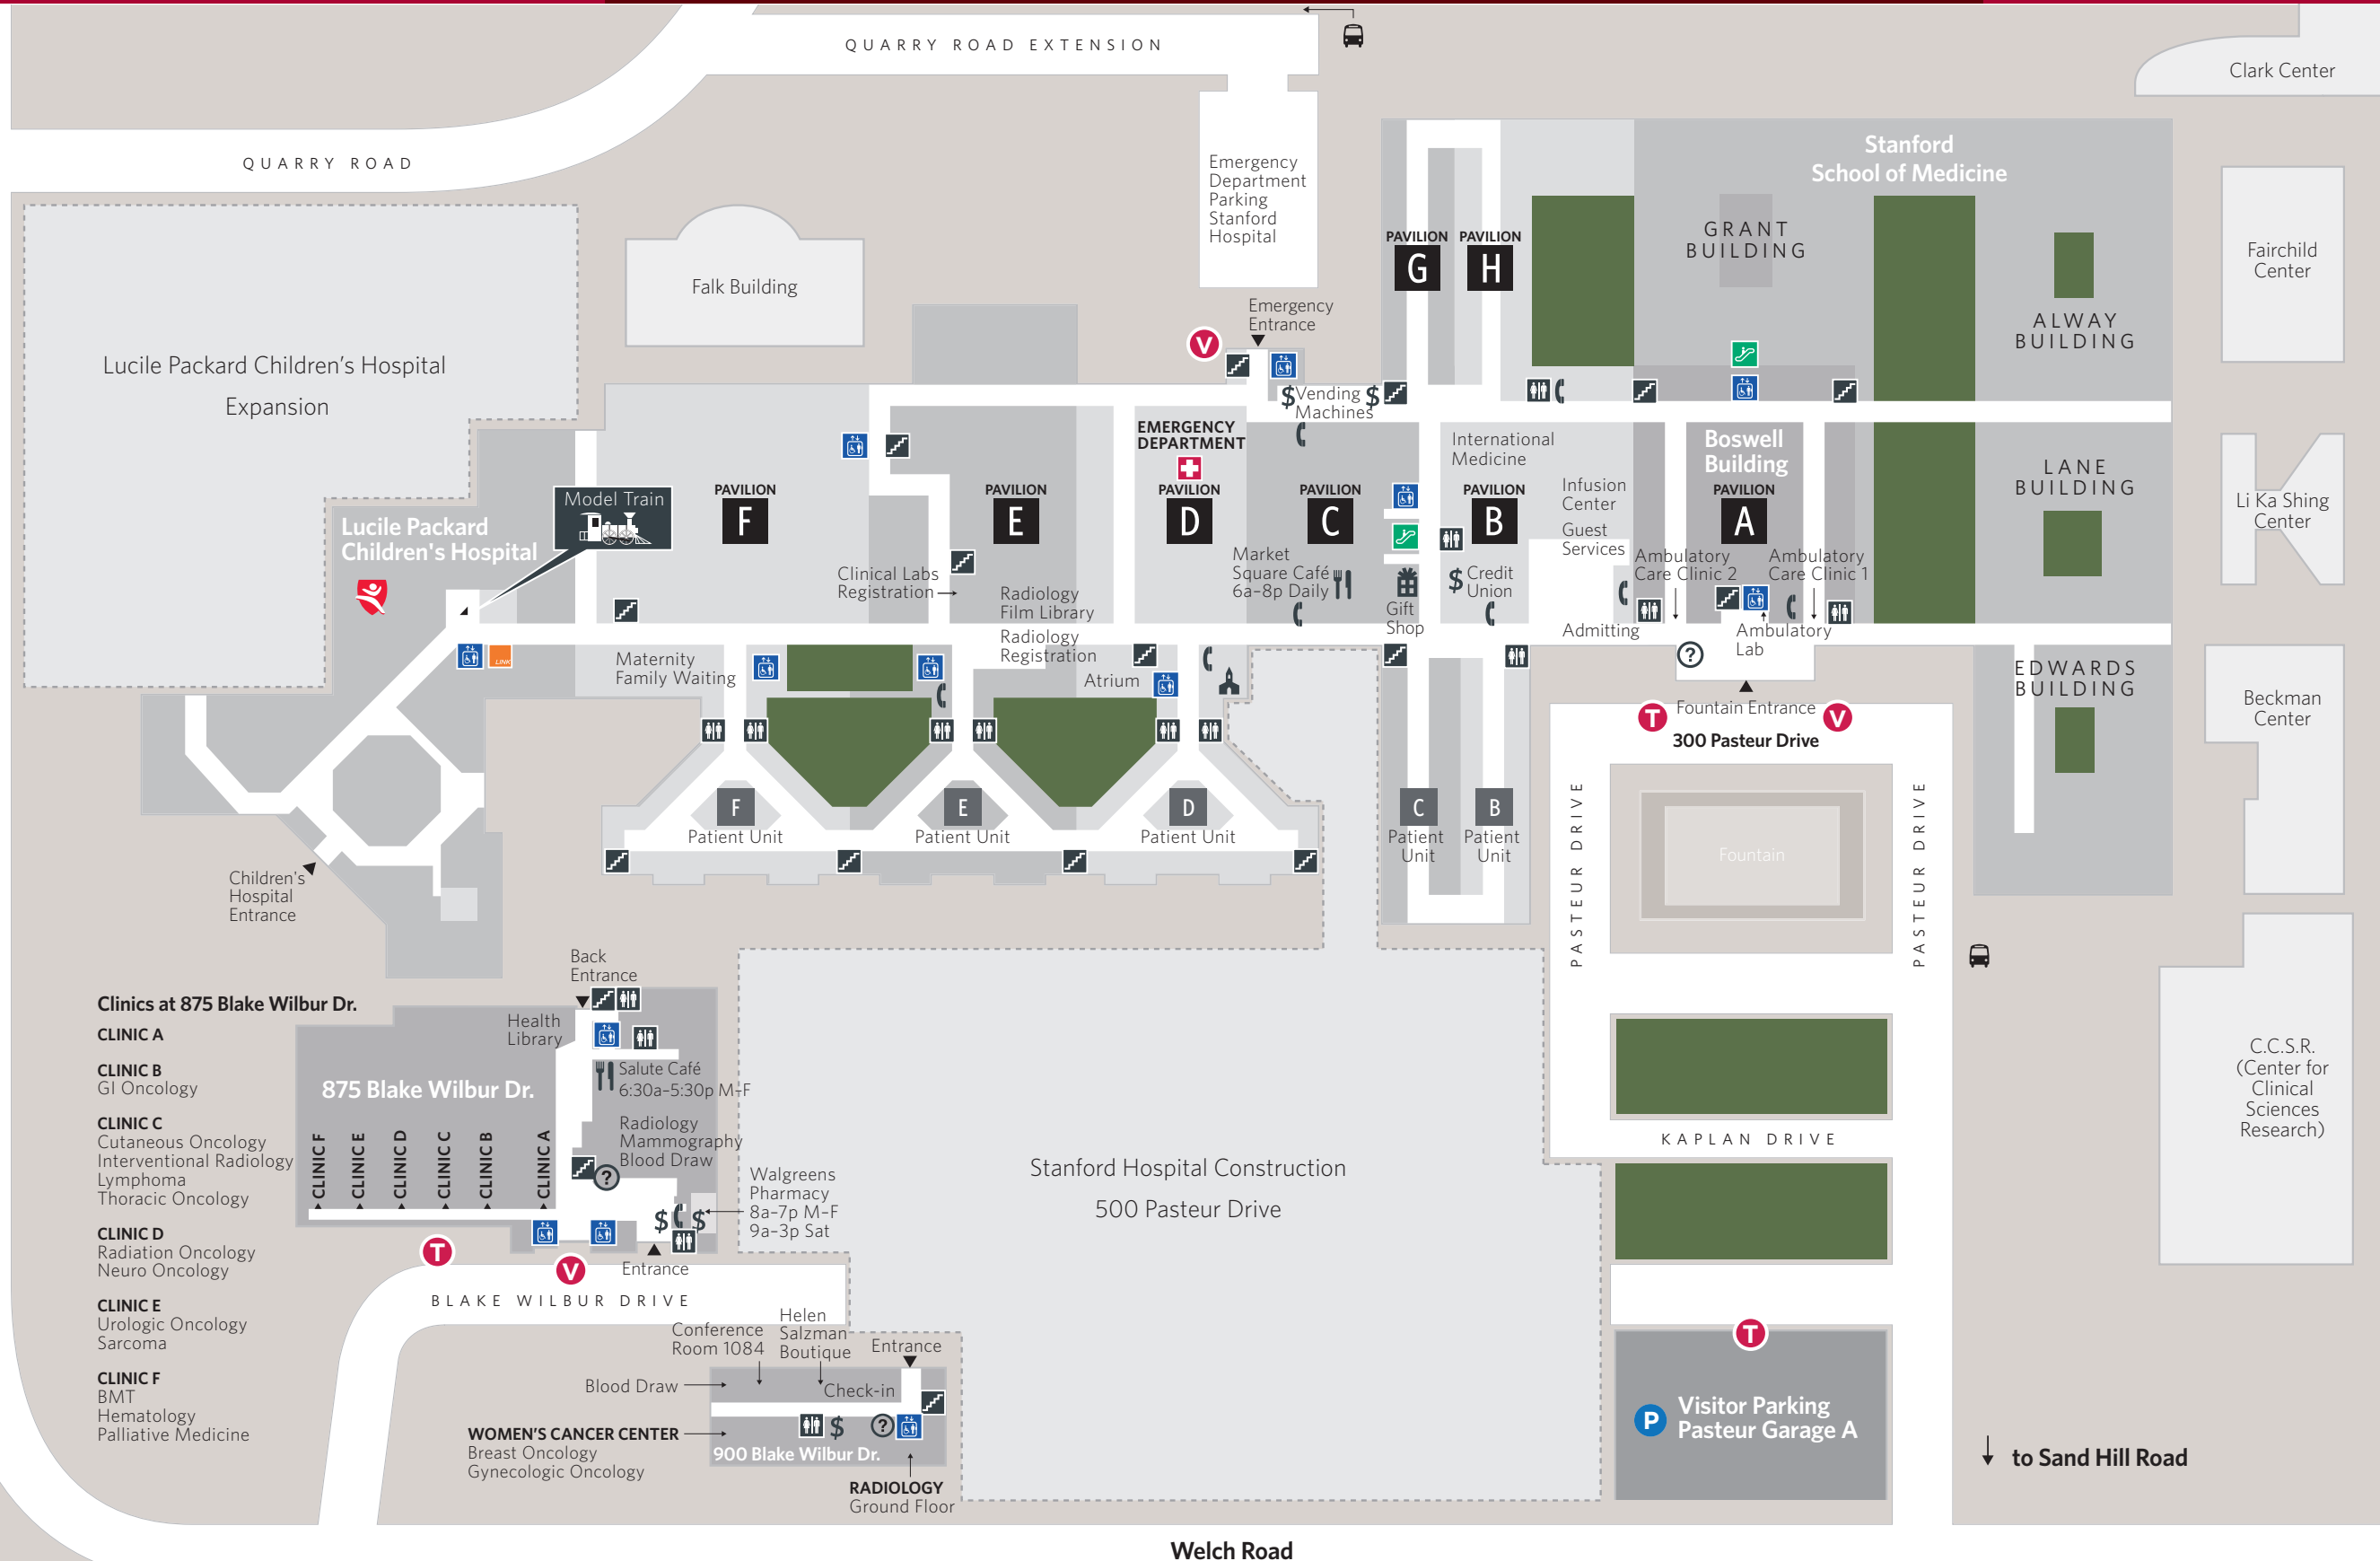 QUARRY ROAD EXTENSION
Clark Center
QUARRY ROAD
Emergency
Department
Parking
Stanford
Hospital
Stanford
School of Medicine
PAVILION
G
PAVILION
H
GRANT
BUILDING
Fairchild
Center
Falk Building
Emergency
Entrance
V
ALWAY
BUILDING
Lucile Packard Children's Hospital
Expansion
$
Vending
Machines
$
EMERGENCY
DEPARTMENT
International
Medicine
Boswell
Building
LANE
BUILDING
Model Train
Lucile Packard
Children's Hospital
PAVILION
F
PAVILION
E
PAVILION
D
PAVILION
C
PAVILION
B
Infusion
Center
Guest
Services
PAVILION
A
Li Ka Shing
Center
Clinical Labs
Registration
Radiology
Film Library
Market
Square Café
6a–8p Daily
Gift
Shop
$
Credit
Union
Ambulatory
Care Clinic 2
Ambulatory
Care Clinic 1
Admitting
Ambulatory
Lab
LINK
Maternity
Family Waiting
Radiology
Registration
Atrium
?
EDWARDS
BUILDING
Fountain Entrance
T
V
300 Pasteur Drive
Beckman
Center
F
Patient Unit
E
Patient Unit
D
Patient Unit
C
Patient
Unit
B
Patient
Unit
PASTEUR DRIVE
Fountain
PASTEUR DRIVE
Children's
Hospital
Entrance
Back
Entrance
Clinics at 875 Blake Wilbur Dr.
CLINIC A
CLINIC B
GI Oncology
CLINIC C
Cutaneous Oncology
Interventional Radiology
Lymphoma
Thoracic Oncology
CLINIC D
Radiation Oncology
Neuro Oncology
CLINIC E
Urologic Oncology
Sarcoma
CLINIC F
BMT
Hematology
Palliative Medicine
Health
Library
875 Blake Wilbur Dr.
Salute Café
6:30a–5:30p M–F
Radiology
Mammography
Blood Draw
CLINIC F
CLINIC E
CLINIC D
CLINIC C
CLINIC B
CLINIC A
?
$
$
Walgreens
Pharmacy
8a–7p M–F
9a–3p Sat
T
V
Entrance
BLAKE WILBUR DRIVE
Stanford Hospital Construction
500 Pasteur Drive
C.C.S.R.
(Center for
Clinical
Sciences
Research)
KAPLAN DRIVE
Conference
Room 1084
Helen
Salzman
Boutique
Entrance
Blood Draw
Check-in
WOMEN'S CANCER CENTER
Breast Oncology
Gynecologic Oncology
$
?
900 Blake Wilbur Dr.
RADIOLOGY
Ground Floor
T
P
Visitor Parking
Pasteur Garage A
to Sand Hill Road
Welch Road